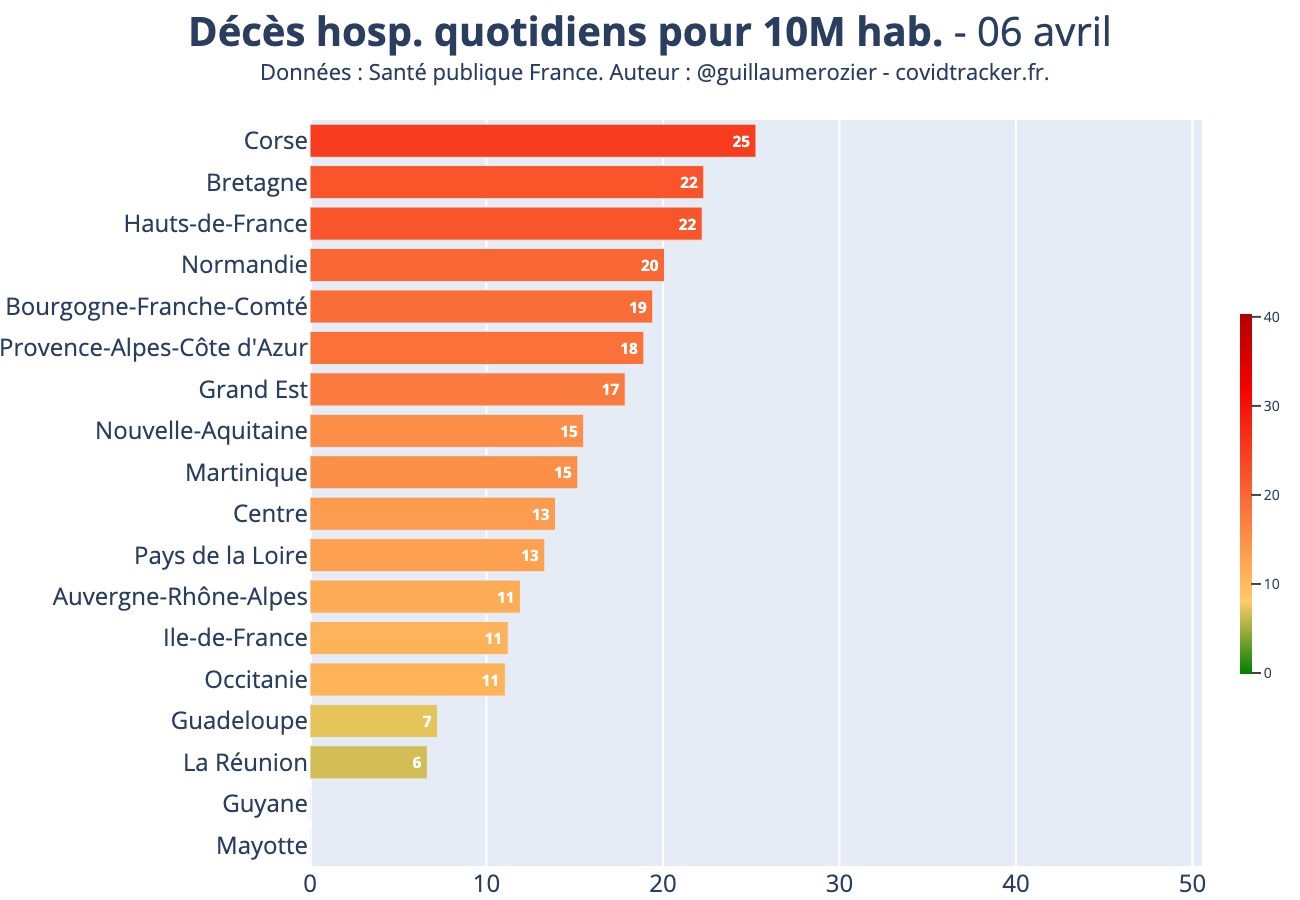 Décès hosp. quotidiens pour 10M hab. - 06 avril
Données : Santé publique France. Auteur : @guillaumerozier - covidtracker.fr.
Corse 25
Bretagne 22
Hauts-de-France 22
Normandie 20
Bourgogne-Franche-Comté 19
Provence-Alpes-Côte d'Azur 18
Grand Est 17
Nouvelle-Aquitaine 15
Martinique 15
Centre 13
Pays de la Loire 13
Auvergne-Rhône-Alpes 11
Ile-de-France 11
Occitanie 11
Guadeloupe 7
La Réunion 6
Guyane
Mayotte
0 10 20 30 40 50
40
30
20
10
0